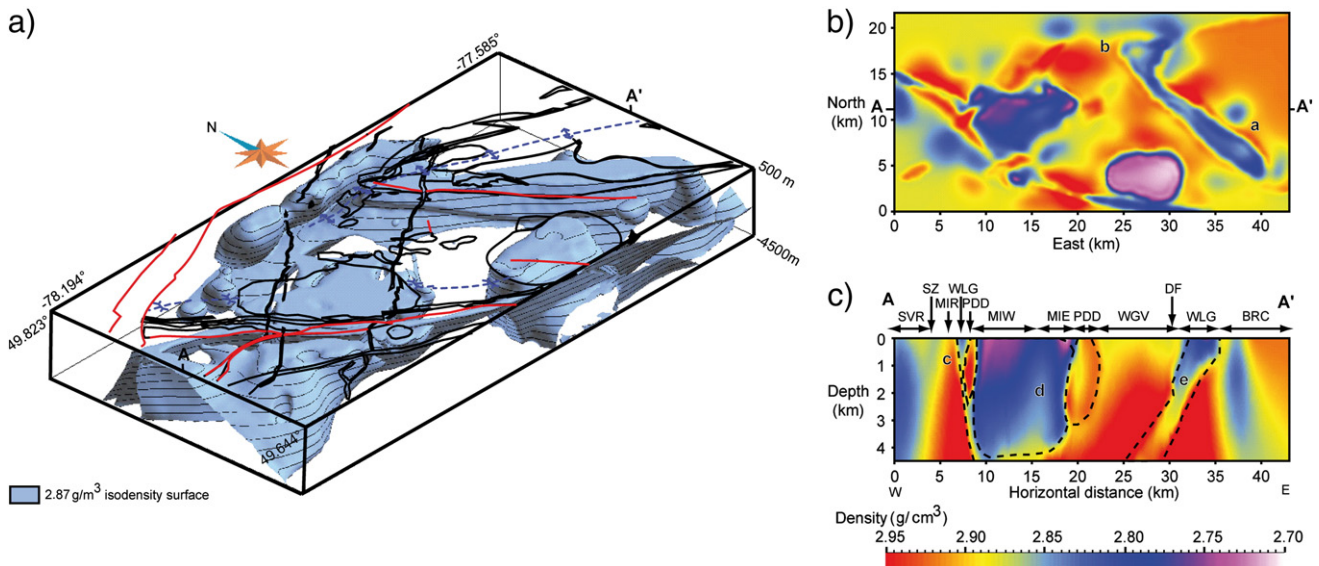 a)
-77.585°
A'
N
500 m
-4500m
-78.194°
49.823°
A
49.644°
2.87 g/m3 isodensity surface
b)
20
15
North
(km)
A
10
5
0
b
a
A'
0 5 10 15 20 25 30 35 40
East (km)
c)
A
SZ WLG DF A'
MIR PDD
SVR MIW MIE PDD WGV WLG BRC
0
1
Depth
(km)
2
3
4
c
d
e
0 5 10 15 20 25 30 35 40
W Horizontal distance (km) E
Density (g/cm3)
2.95 2.90 2.85 2.80 2.75 2.70